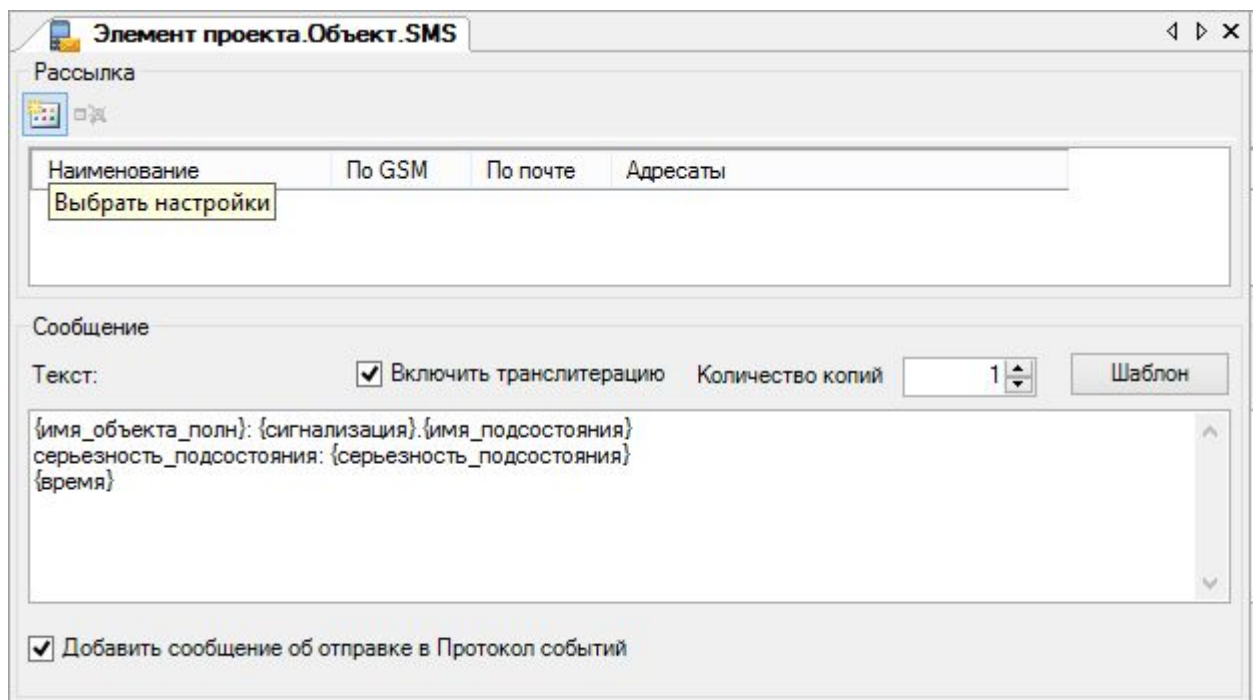 Элемент проекта.Объект.SMS
Рассылка
Наименование По GSM По почте Адресаты
Выбрать настройки
Сообщение
Текст: Включить транслитерацию Количество копий 1 Шаблон
{имя_объекта_полн}: {сигнализация}.{имя_подсостояния}
серьезность_подсостояния: {серьезность_подсостояния}
{время}
Добавить сообщение об отправке в Протокол событий